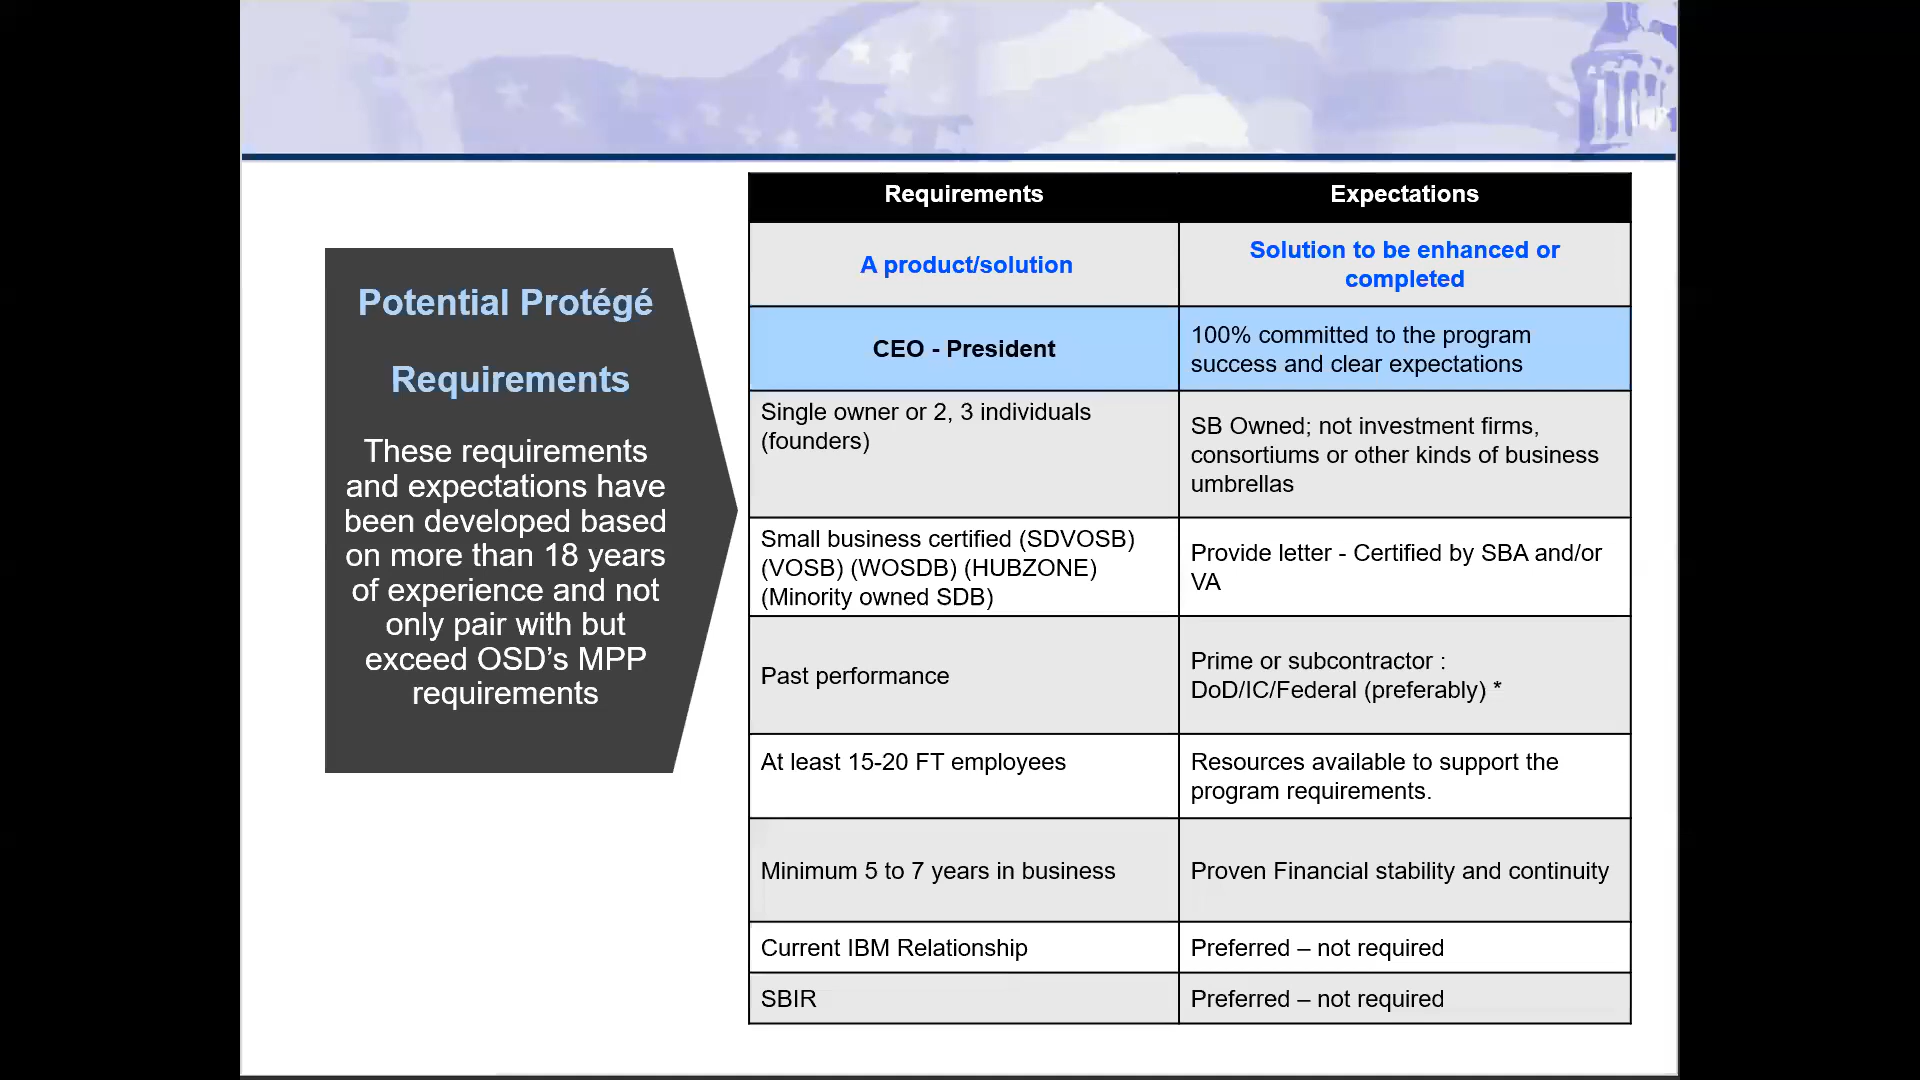 Potential Protégé
Requirements
These requirements
and expectations have
been developed based
on more than 18 years
of experience and not
only pair with but
exceed OSD’s MPP
requirements
Requirements
Expectations
A product/solution
Solution to be enhanced or
completed
CEO - President
100% committed to the program
success and clear expectations
Single owner or 2, 3 individuals
(founders)
SB Owned; not investment firms,
consortiums or other kinds of business
umbrellas
Small business certified (SDVOSB)
(VOSB) (WOSDB) (HUBZONE)
(Minority owned SDB)
Provide letter - Certified by SBA and/or
VA
Past performance
Prime or subcontractor :
DoD/IC/Federal (preferably) *
At least 15-20 FT employees
Resources available to support the
program requirements.
Minimum 5 to 7 years in business
Proven Financial stability and continuity
Current IBM Relationship
Preferred – not required
SBIR
Preferred – not required